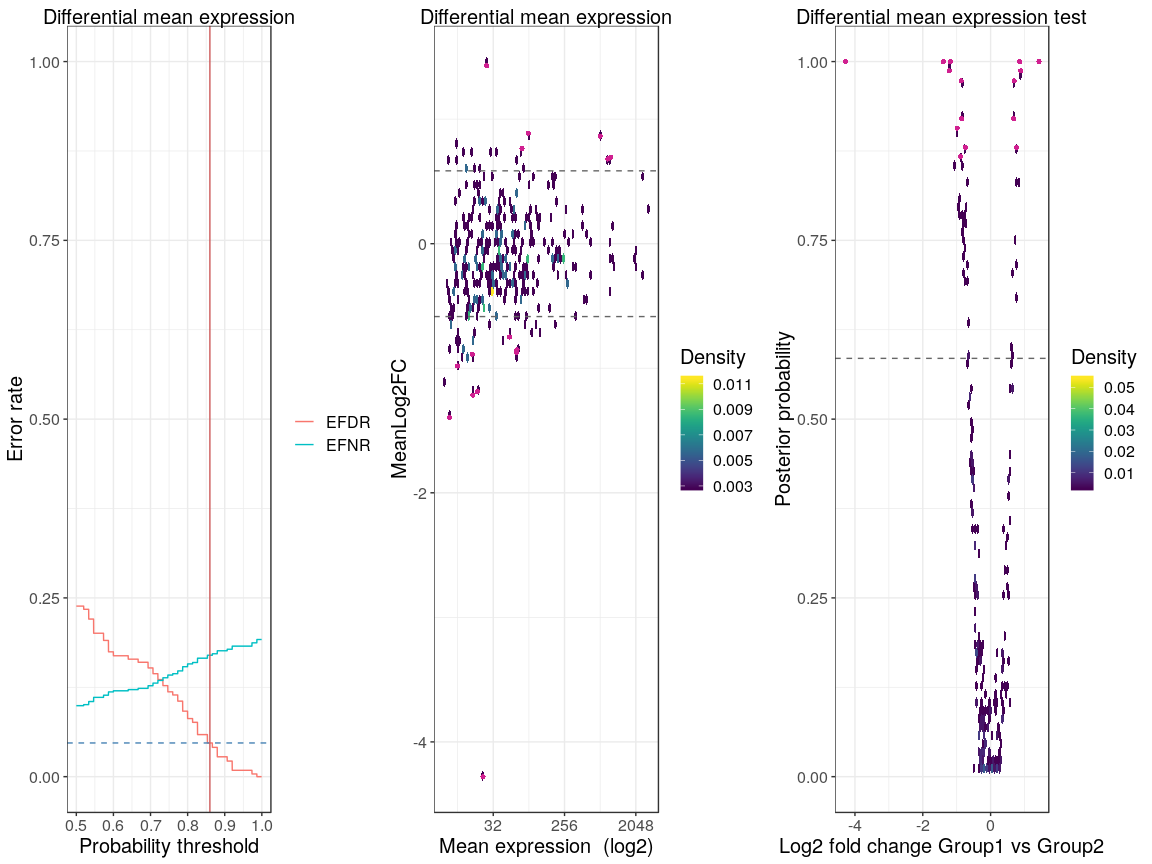 Differential mean expression
Error rate
1.00
0.75
0.50
0.25
0.00
0.5 0.6 0.7 0.8 0.9 1.0
Probability threshold
EFDR
EFNR
Differential mean expression
MeanLog2FC
0
-2
-4
32 256 2048
Mean expression (log2)
Density
0.011
0.009
0.007
0.005
0.003
Differential mean expression test
Posterior probability
1.00
0.75
0.50
0.25
0.00
-4 -2 0
Log2 fold change Group1 vs Group2
Density
0.05
0.04
0.03
0.02
0.01